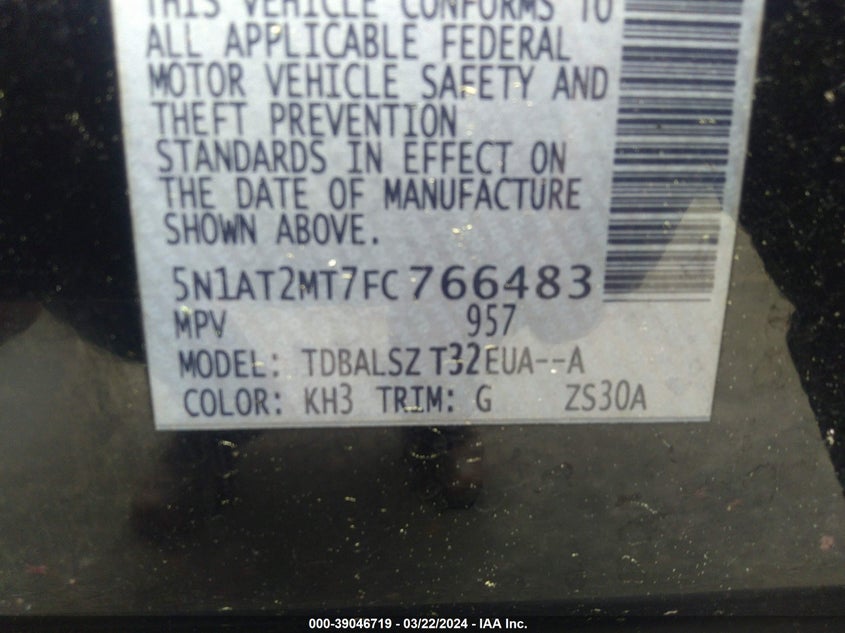 THIS VEHICLE CONFORMS TO
ALL APPLICABLE FEDERAL
MOTOR VEHICLE SAFETY AND
THEFT PREVENTION
STANDARDS IN EFFECT ON
THE DATE OF MANUFACTURE
SHOWN ABOVE.
5N1AT2MT7FC766483
MPV 957
MODEL: TDBALSZ T32EUA--A
COLOR: KH3 TRIM: G ZS30A
000-39046719 - 03/22/2024 - IAA Inc.